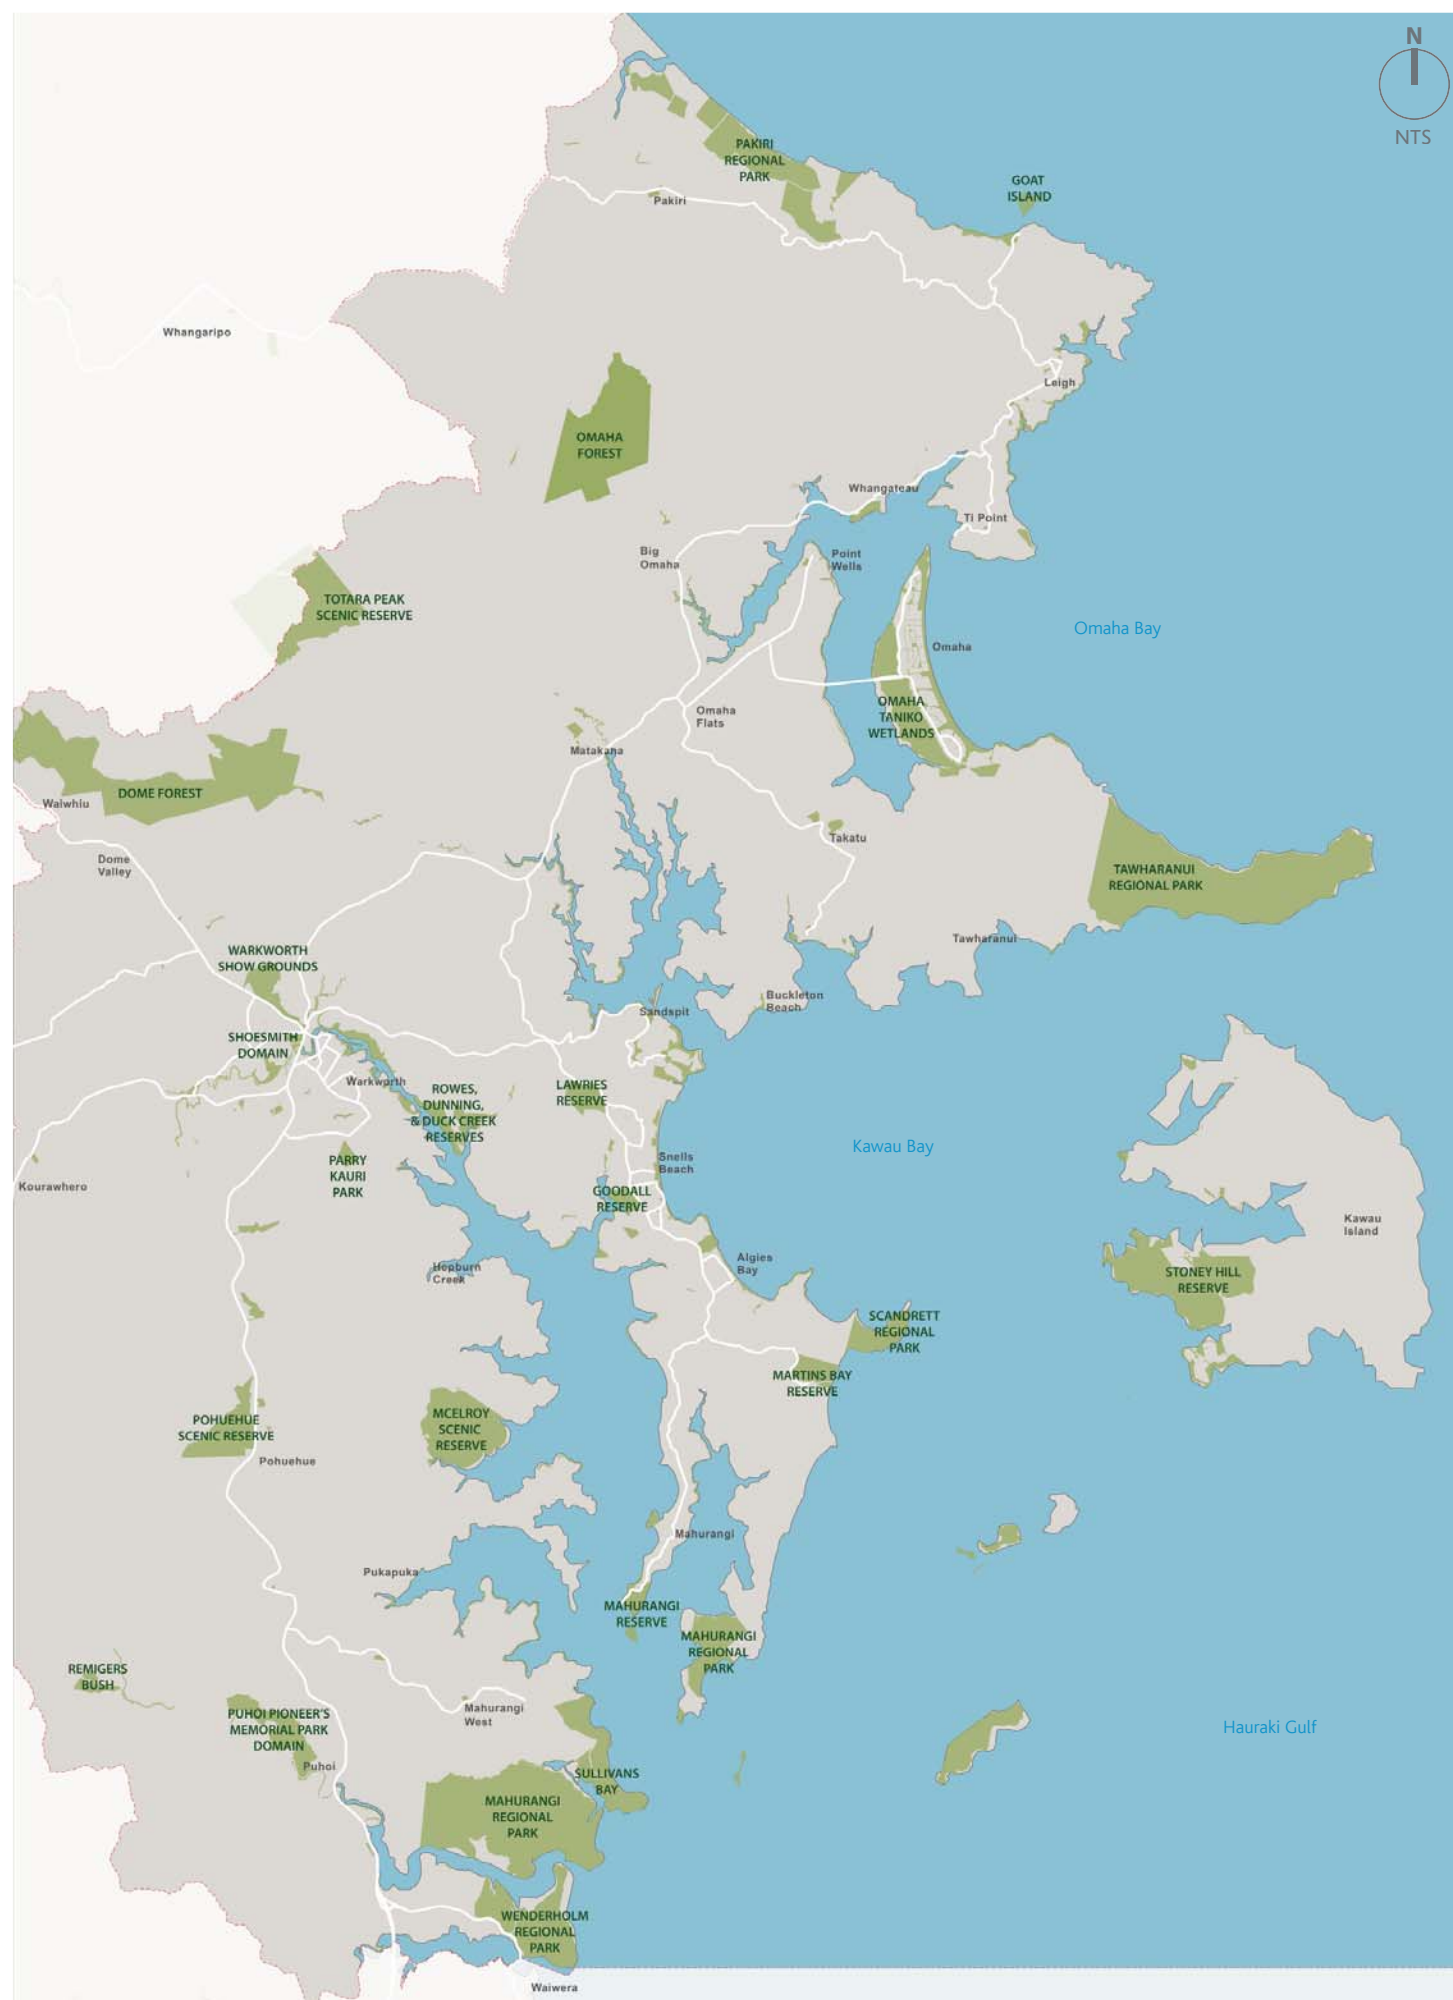 N
NTS
PAKIRI
REGIONAL
PARK
GOAT
ISLAND
Pakiri
Whangaripo
Leigh
OMAHA
FOREST
Whangateau
Ti Point
Big
Omaha
Point
Wells
TOTARA PEAK
SCENIC RESERVE
Omaha Bay
Omaha
OMAHA
TANIKO
WETLANDS
Omaha
Flats
Matakana
DOME FOREST
Waiwhiu
Takatu
Dome
Valley
TAWHARANUI
REGIONAL PARK
Tawharanui
WARKWORTH
SHOW GROUNDS
Buckleton
Beach
Sandspit
SHOESMITH
DOMAIN
Warkworth
ROWES,
DUNNING,
& DUCK CREEK
RESERVES
LAWRIES
RESERVE
Kawau Bay
Snells
Beach
PARRY
KAURI
PARK
Kourawhero
GOODALL
RESERVE
Kawau
Island
Algies
Bay
Hepburn
Creek
STONEY HILL
RESERVE
SCANDRETT
REGIONAL
PARK
MARTINS BAY
RESERVE
MCELROY
SCENIC
RESERVE
POHUEHUE
SCENIC RESERVE
Pohuehue
Mahurangi
Pukapuka
MAHURANGI
RESERVE
MAHURANGI
REGIONAL
PARK
REMIGERS
BUSH
Mahurangi
West
PUHOI PIONEER'S
MEMORIAL PARK
DOMAIN
Hauraki Gulf
Puhoi
SULLIVANS
BAY
MAHURANGI
REGIONAL
PARK
WENDERHOLM
REGIONAL
PARK
Waiwera